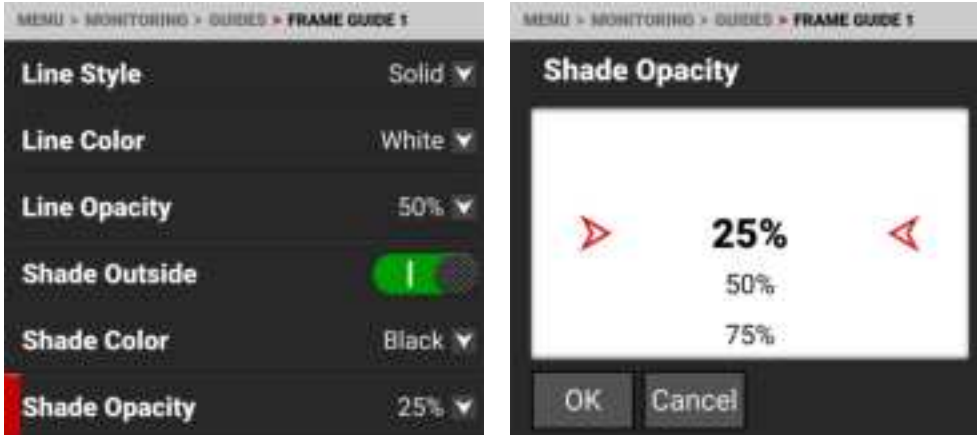 MENU > MONITORING > GUIDES > FRAME GUIDE 1
Line Style Solid
Line Color White
Line Opacity 50%
Shade Outside
Shade Color Black
Shade Opacity 25%
MENU > MONITORING > GUIDES > FRAME GUIDE 1
Shade Opacity
25%
50%
75%
OK Cancel